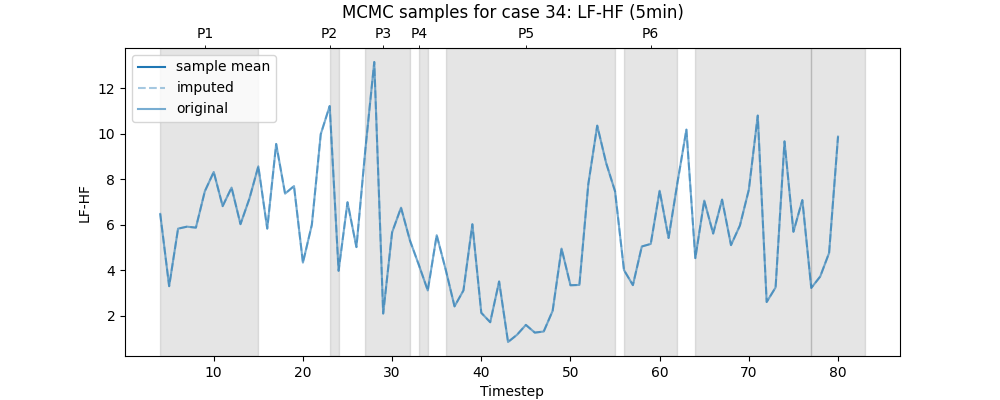 MCMC samples for case 34: LF-HF (5min)
P1 P2 P3 P4 P5 P6
sample mean
imputed
original
LF-HF
12
10
8
6
4
2
10 20 30 40 50 60 70 80
Timestep